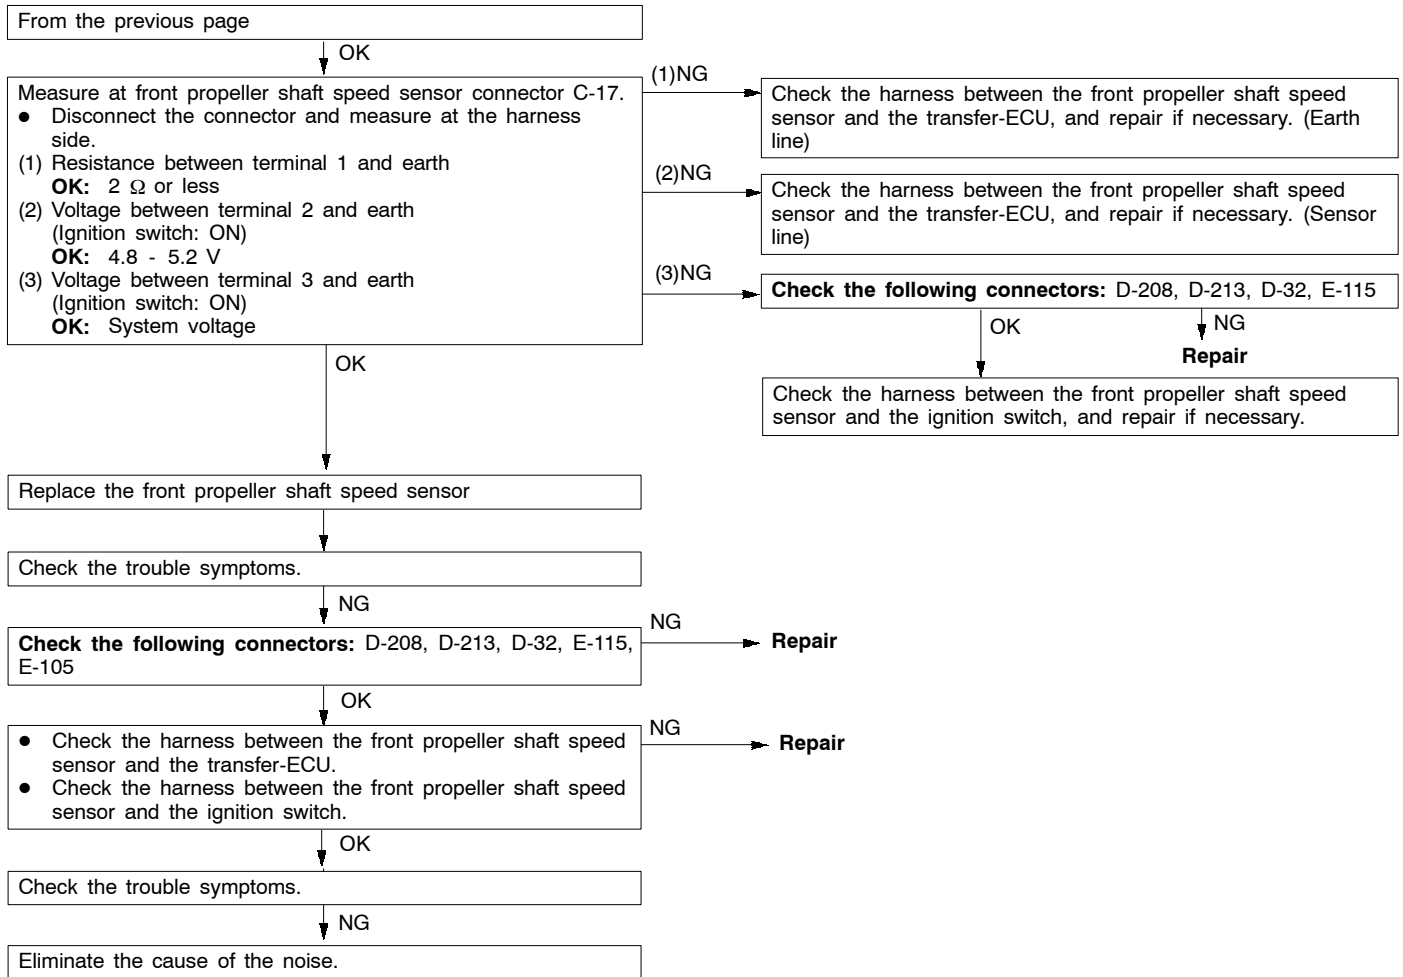 From the previous page
OK
Measure at front propeller shaft speed sensor connector C-17.
● Disconnect the connector and measure at the harness
side.
(1) Resistance between terminal 1 and earth
OK: 2 Ω or less
(2) Voltage between terminal 2 and earth
(Ignition switch: ON)
OK: 4.8 - 5.2 V
(3) Voltage between terminal 3 and earth
(Ignition switch: ON)
OK: System voltage
(1)NG
Check the harness between the front propeller shaft speed
sensor and the transfer-ECU, and repair if necessary. (Earth
line)
(2)NG
Check the harness between the front propeller shaft speed
sensor and the transfer-ECU, and repair if necessary. (Sensor
line)
(3)NG
Check the following connectors: D-208, D-213, D-32, E-115
OK
NG
Repair
Check the harness between the front propeller shaft speed
sensor and the ignition switch, and repair if necessary.
OK
Replace the front propeller shaft speed sensor
Check the trouble symptoms.
NG
Check the following connectors: D-208, D-213, D-32, E-115,
E-105
NG
Repair
OK
● Check the harness between the front propeller shaft speed
sensor and the transfer-ECU.
● Check the harness between the front propeller shaft speed
sensor and the ignition switch.
NG
Repair
OK
Check the trouble symptoms.
NG
Eliminate the cause of the noise.